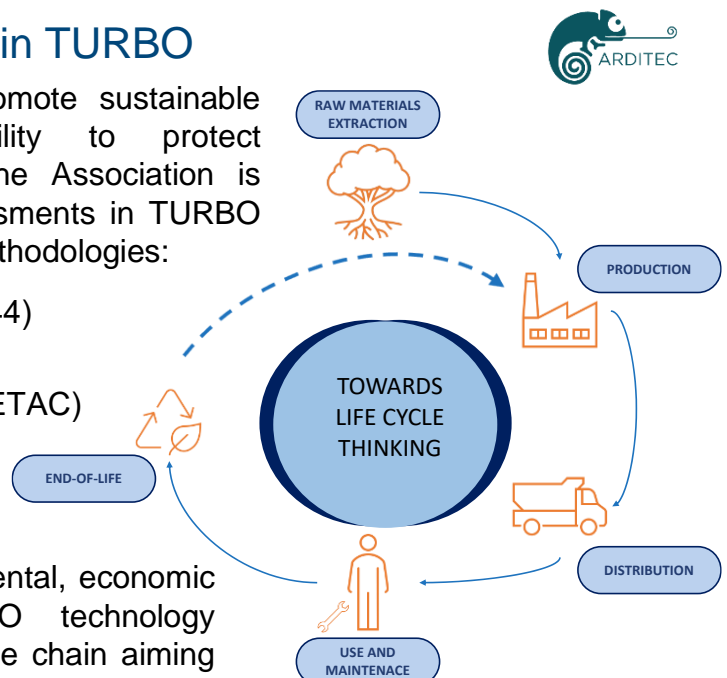 in TURBO
ARDITEC
omote sustainable
ility to protect
ne Association is
sments in TURBO
thodologies:
4)
ETAC)
ental, economic
O technology
e chain aiming
RAW MATERIALS
EXTRACTION
PRODUCTION
TOWARDS
LIFE CYCLE
THINKING
END-OF-LIFE
DISTRIBUTION
USE AND
MAINTENACE